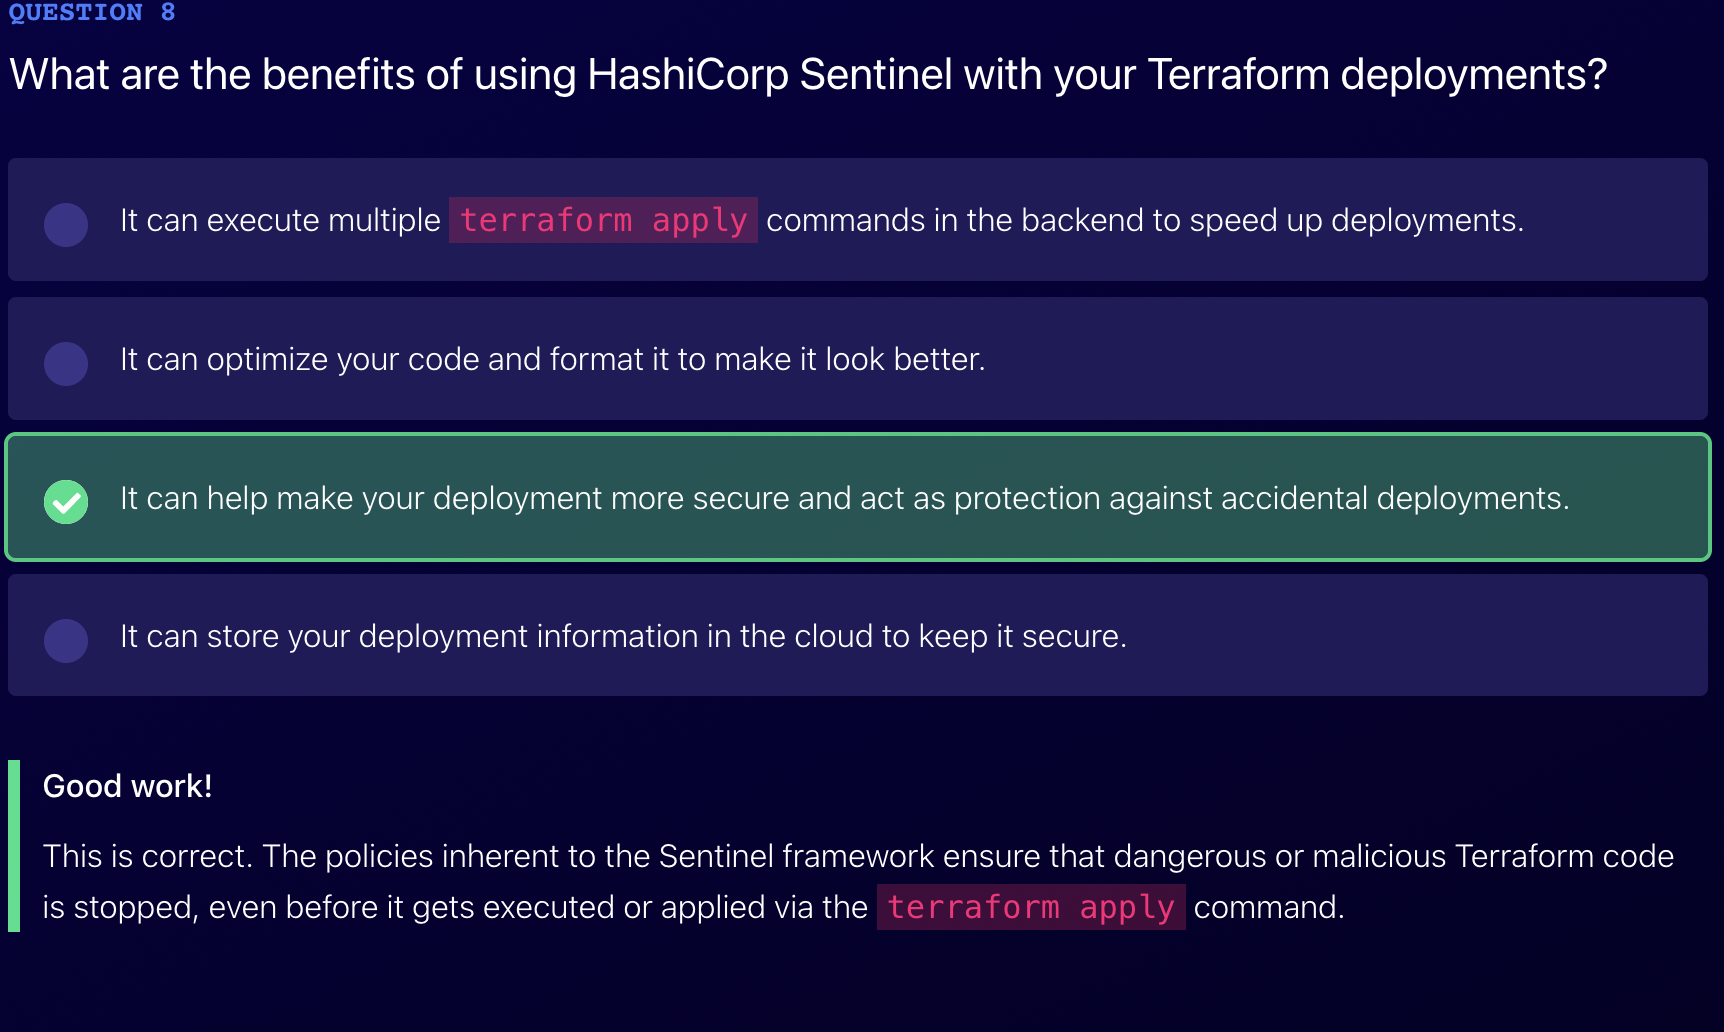 QUESTION 8
What are the benefits of using HashiCorp Sentinel with your Terraform deployments?
It can execute multiple terraform apply commands in the backend to speed up deployments.
It can optimize your code and format it to make it look better.
It can help make your deployment more secure and act as protection against accidental deployments.
It can store your deployment information in the cloud to keep it secure.
Good work!
This is correct. The policies inherent to the Sentinel framework ensure that dangerous or malicious Terraform code
is stopped, even before it gets executed or applied via the terraform apply command.